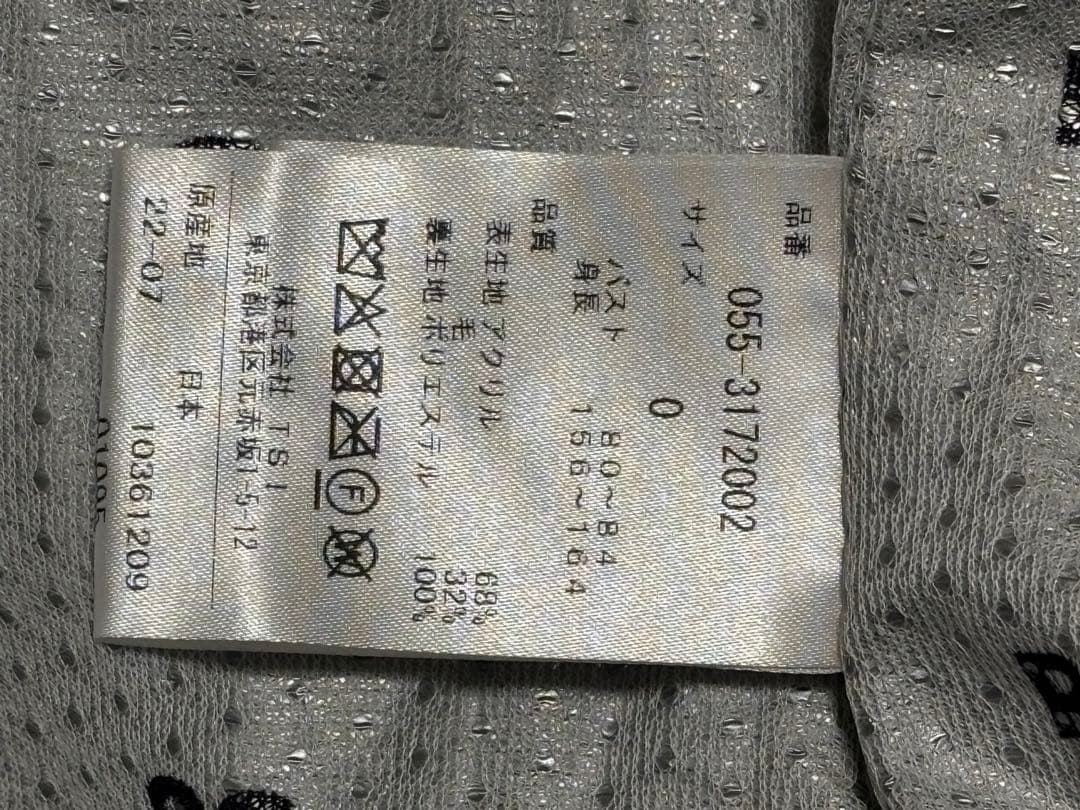 品番
055-3172002
サイズ
0
バスト 80~84
身長 156~164
品質
表生地 アクリル 68%
毛 32%
裏生地 ポリエステル 100%
F W
株式会社 TSI
東京都港区元赤坂1-5-12
原産地 日本
22-07 103612209